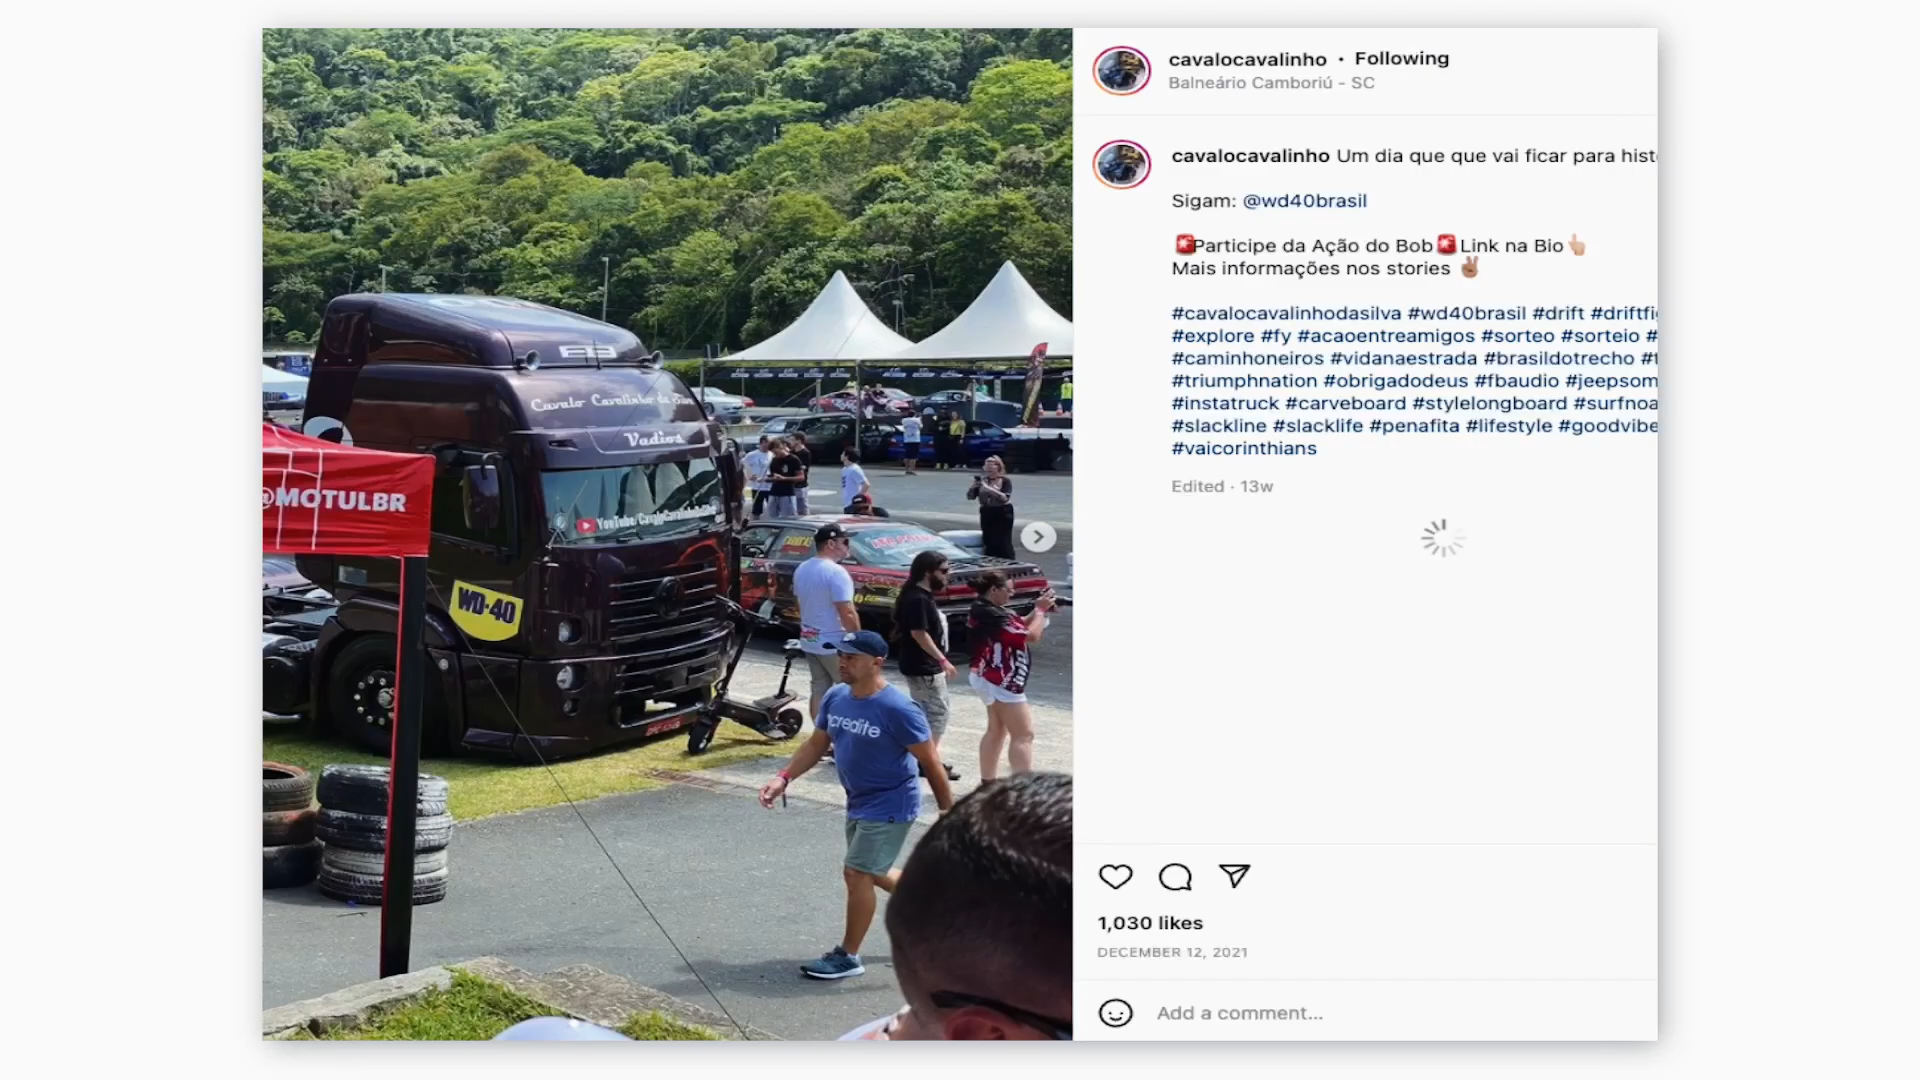 cavalocavalinho • Following
Balneário Camboriú - SC
cavalocavalinho Um dia que que vai ficar para hist
Sigam: @wd40brasil
🚨Participe da Ação do Bob🚨Link na Bio👆🏼
Mais informações nos stories ✌🏽
#cavalocavalinhodasilva #wd40brasil #drift #driftfi
#explore #fy #acaoentreamigos #sorteo #sorteio #
#caminhoneiros #vidanaestrada #brasildotrecho #t
#triumphnation #obrigadodeus #fbaudio #jeepsom
#instatruck #carveboard #stylelongboard #surfnoa
#slackline #slacklife #penafita #lifestyle #goodvibe
#vaicorinthians
Edited · 13w
1,030 likes
DECEMBER 12, 2021
Add a comment...
Cavalo Cavalinho da
Vadios
@MOTULBR
YouTube/CavaloCavalinho
WD-40
acredite